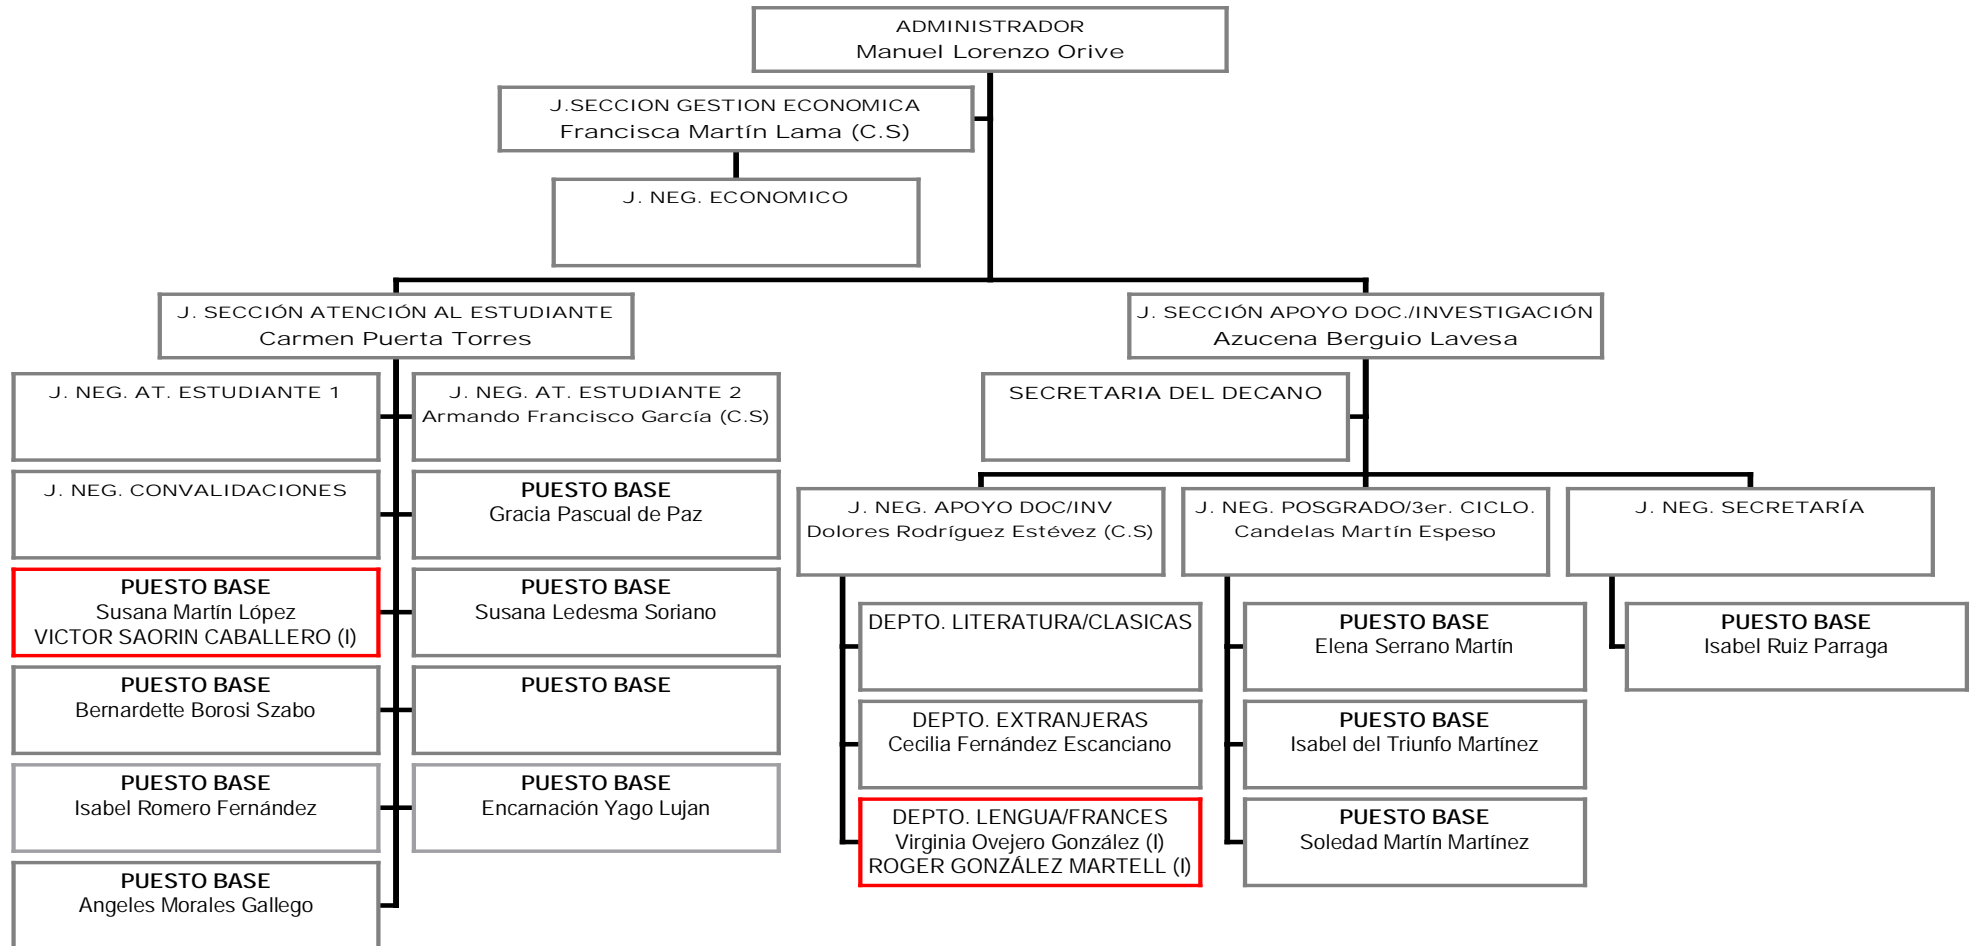 ADMINISTRADOR
Manuel Lorenzo Orive
J.SECCION GESTION ECONOMICA
Francisca Martín Lama (C.S)
J. NEG. ECONOMICO
J. SECCIÓN ATENCIÓN AL ESTUDIANTE
Carmen Puerta Torres
J. NEG. AT. ESTUDIANTE 1
J. NEG. AT. ESTUDIANTE 2
Armando Francisco García (C.S)
J. NEG. CONVALIDACIONES
PUESTO BASE
Gracia Pascual de Paz
PUESTO BASE
Susana Martín López
VICTOR SAORIN CABALLERO (I)
PUESTO BASE
Susana Ledesma Soriano
PUESTO BASE
Bernardette Borosi Szabo
PUESTO BASE
PUESTO BASE
Isabel Romero Fernández
PUESTO BASE
Encarnación Yago Lujan
PUESTO BASE
Angeles Morales Gallego
J. SECCIÓN APOYO DOC./INVESTIGACIÓN
Azucena Berguio Lavesa
SECRETARIA DEL DECANO
J. NEG. APOYO DOC/INV
Dolores Rodríguez Estévez (C.S)
DEPTO. LITERATURA/CLASICAS
DEPTO. EXTRANJERAS
Cecilia Fernández Escanciano
DEPTO. LENGUA/FRANCES
Virginia Ovejero González (I)
ROGER GONZÁLEZ MARTELL (I)
J. NEG. POSGRADO/3er. CICLO.
Candelas Martín Espeso
PUESTO BASE
Elena Serrano Martín
PUESTO BASE
Isabel del Triunfo Martínez
PUESTO BASE
Soledad Martín Martínez
J. NEG. SECRETARÍA
PUESTO BASE
Isabel Ruiz Parraga